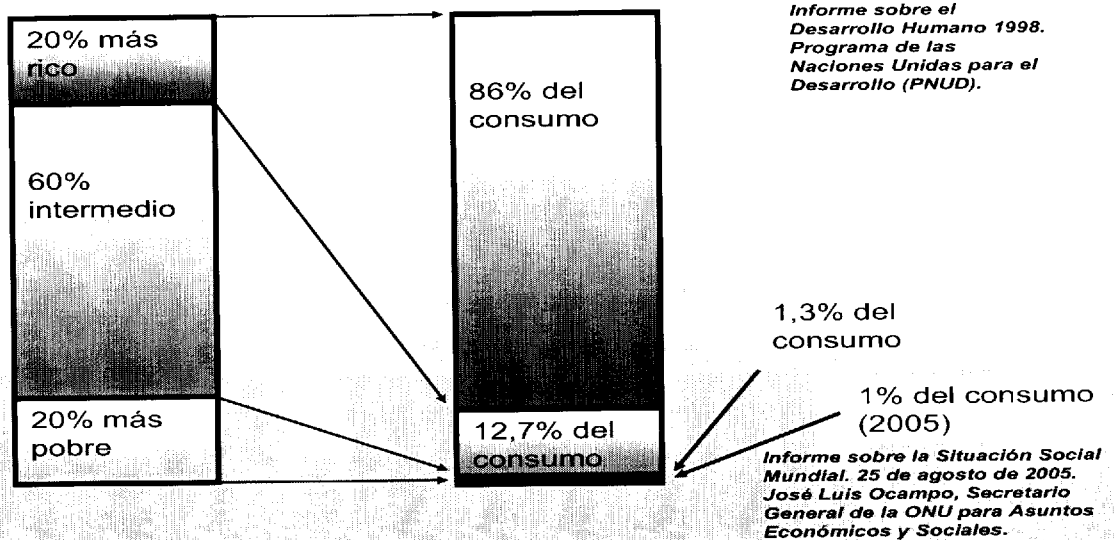 20% más
rico
60%
intermedio
20% más
pobre
86% del
consumo
12,7% del
consumo
Informe sobre el
Desarrollo Humano 1998.
Programa de las
Naciones Unidas para el
Desarrollo (PNUD).
1,3% del
consumo
1% del consumo
(2005)
Informe sobre la Situación Social
Mundial. 25 de agosto de 2005.
José Luis Ocampo, Secretario
General de la ONU para Asuntos
Económicos y Sociales.